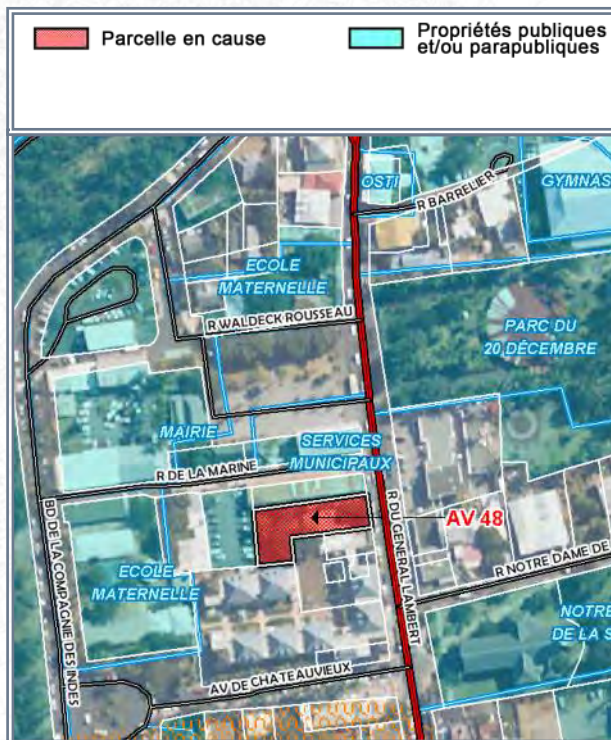 Parcelle en cause
Propriétés publiques
et/ou parapubliques
OSTI
R BARRELIER
GYMNAS
ECOLE
MATERNELLE
R WALDECK ROUSSEAU
PARC DU
20 DÉCEMBRE
MAIRIE
SERVICES
MUNICIPAUX
R DE LA MARINE
AV 48
R DU GENERAL LAMBERT
BD DE LA COMPAGNIE DES INDES
ECOLE
MATERNELLE
R NOTRE DAME DE
NOTRE
DE LA S
AV DE CHATEAUVIEUX